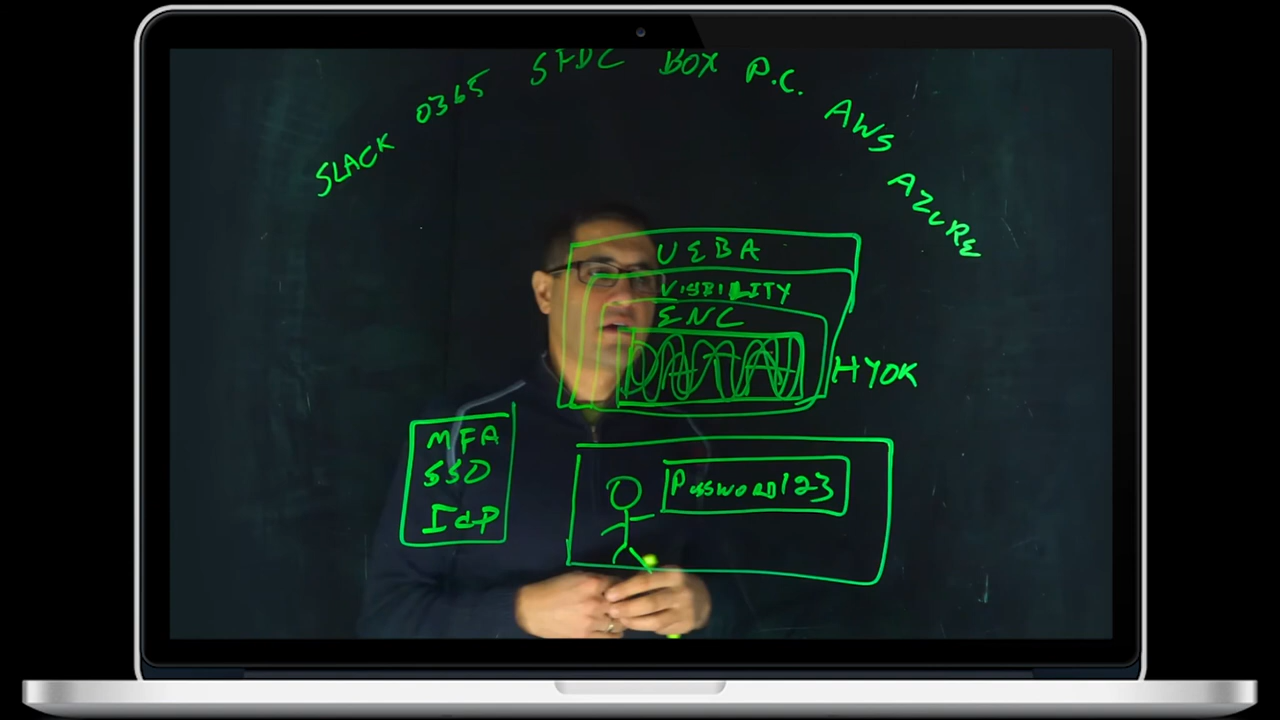 SLACK O365 SFDC BOX P.C. AWS AZURE
UEBA
VISIBILITY
ENC
DATA
HYOK
MFA
SSO
IdP
Password123